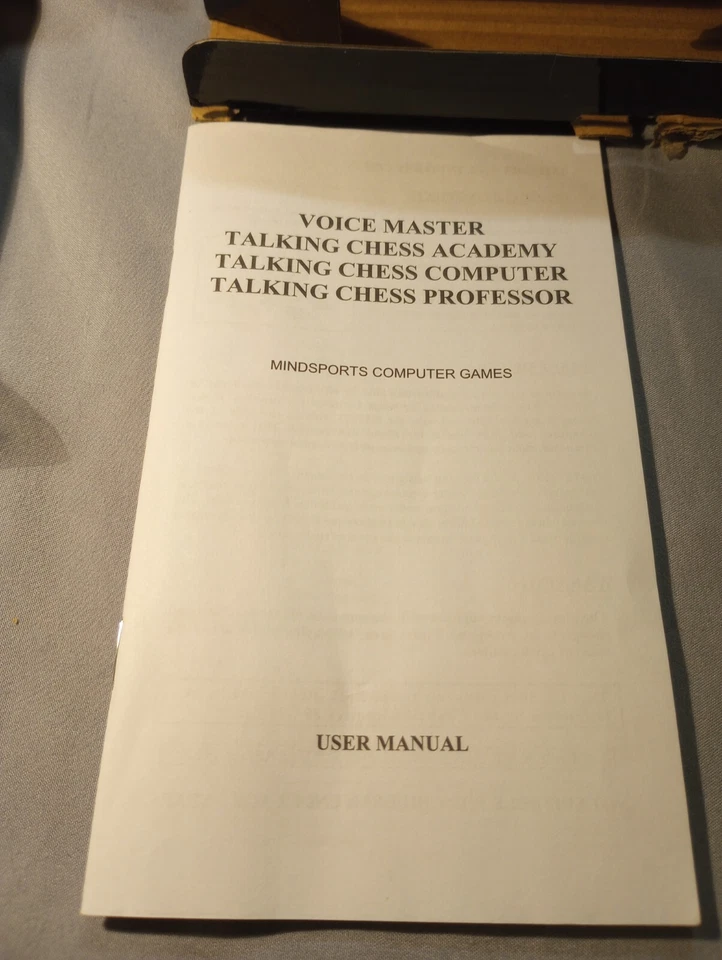 VOICE MASTER
TALKING CHESS ACADEMY
TALKING CHESS COMPUTER
TALKING CHESS PROFESSOR
MINDSPORTS COMPUTER GAMES
USER MANUAL